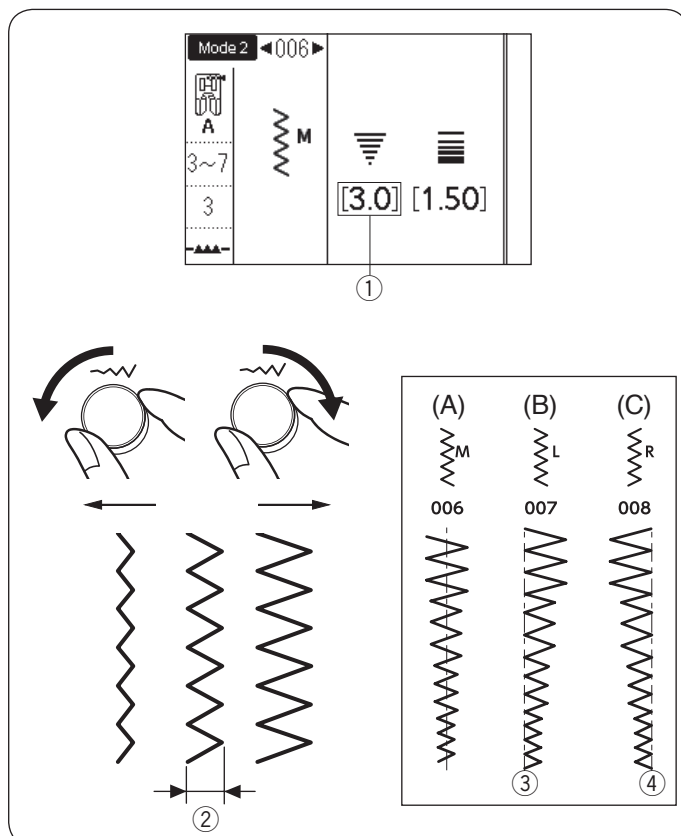 Mode 2 ◄006►
A
M
3~7
[3.0] [1.50]
3
①
(A) (B) (C)
M L R
006 007 008
③ ④
②